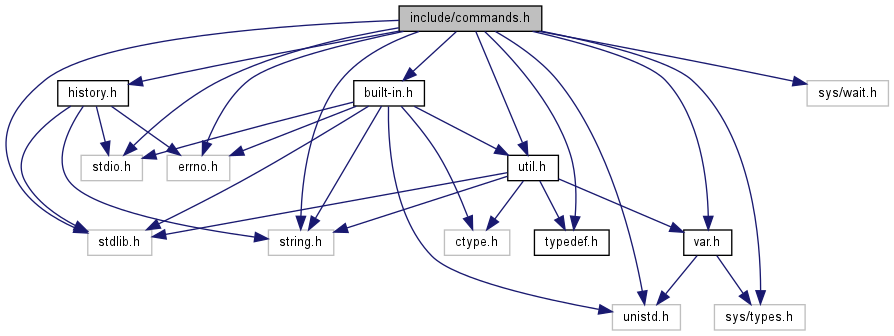 include/commands.h
history.h
built-in.h
sys/wait.h
stdio.h
errno.h
util.h
stdlib.h
string.h
ctype.h
typedef.h
var.h
unistd.h
sys/types.h